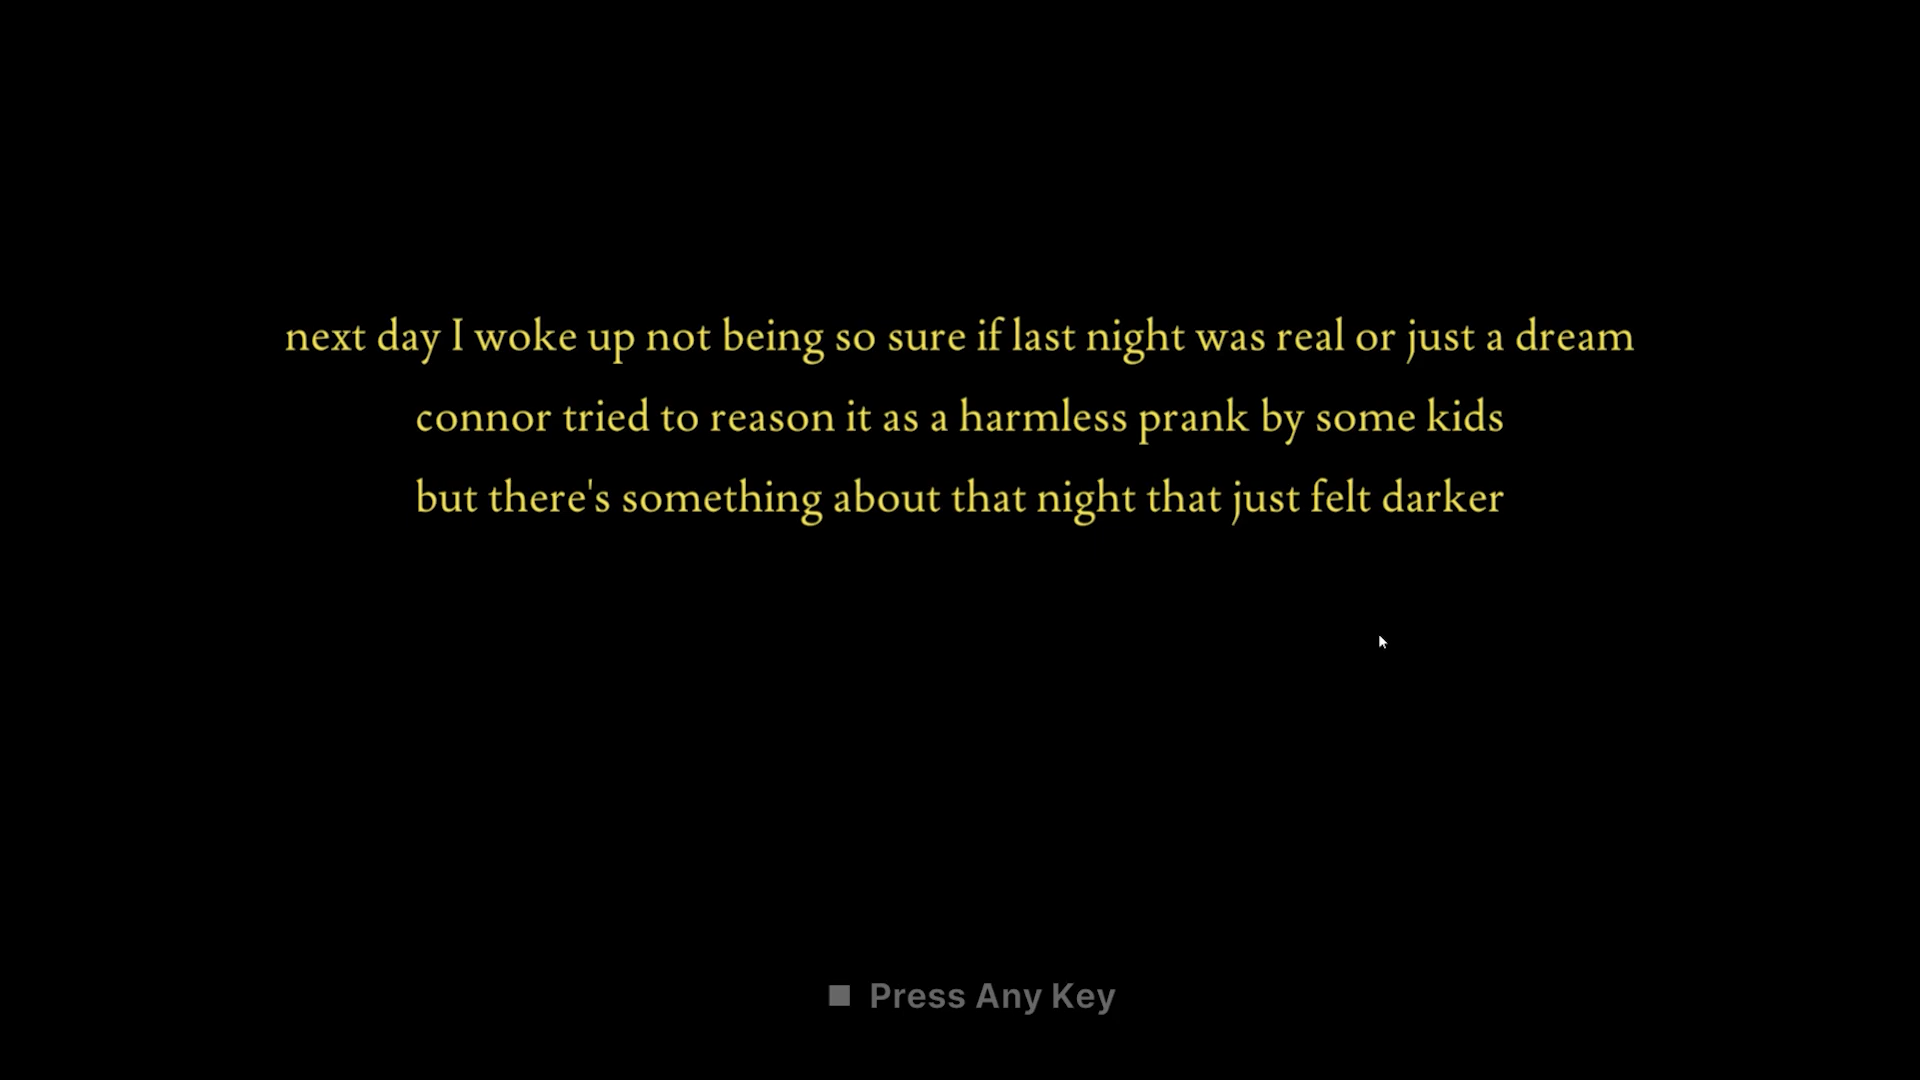 next day I woke up not being so sure if last night was real or just a dream
connor tried to reason it as a harmless prank by some kids
but there's something about that night that just felt darker
Press Any Key